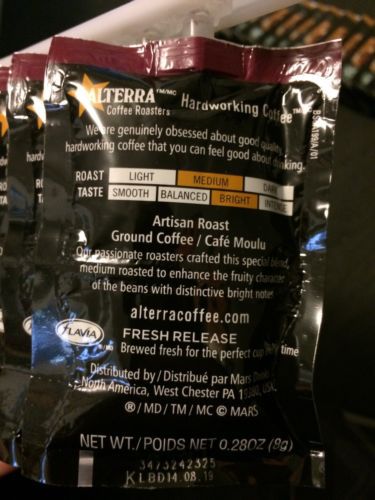 ALTERRA™/MC
Coffee Roasters
Hardworking Coffee™
We are genuinely obsessed about good quality,
hardworking coffee that you can feel good about drinking.
ROAST LIGHT MEDIUM DARK
TASTE SMOOTH BALANCED BRIGHT INTENSE
Artisan Roast
Ground Coffee / Café Moulu
Our passionate roasters crafted this special blend,
medium roasted to enhance the fruity character
of the beans with distinctive bright notes
alterracoffee.com
FLAVIA
FRESH RELEASE
Brewed fresh for the perfect cup every time
Distributed by / Distribué par Mars Drinks
North America, West Chester PA 19380, USA
® / MD / TM / MC © MARS
NET WT./POIDS NET 0.28OZ (8g)
3473242325
KLBD14.08.19